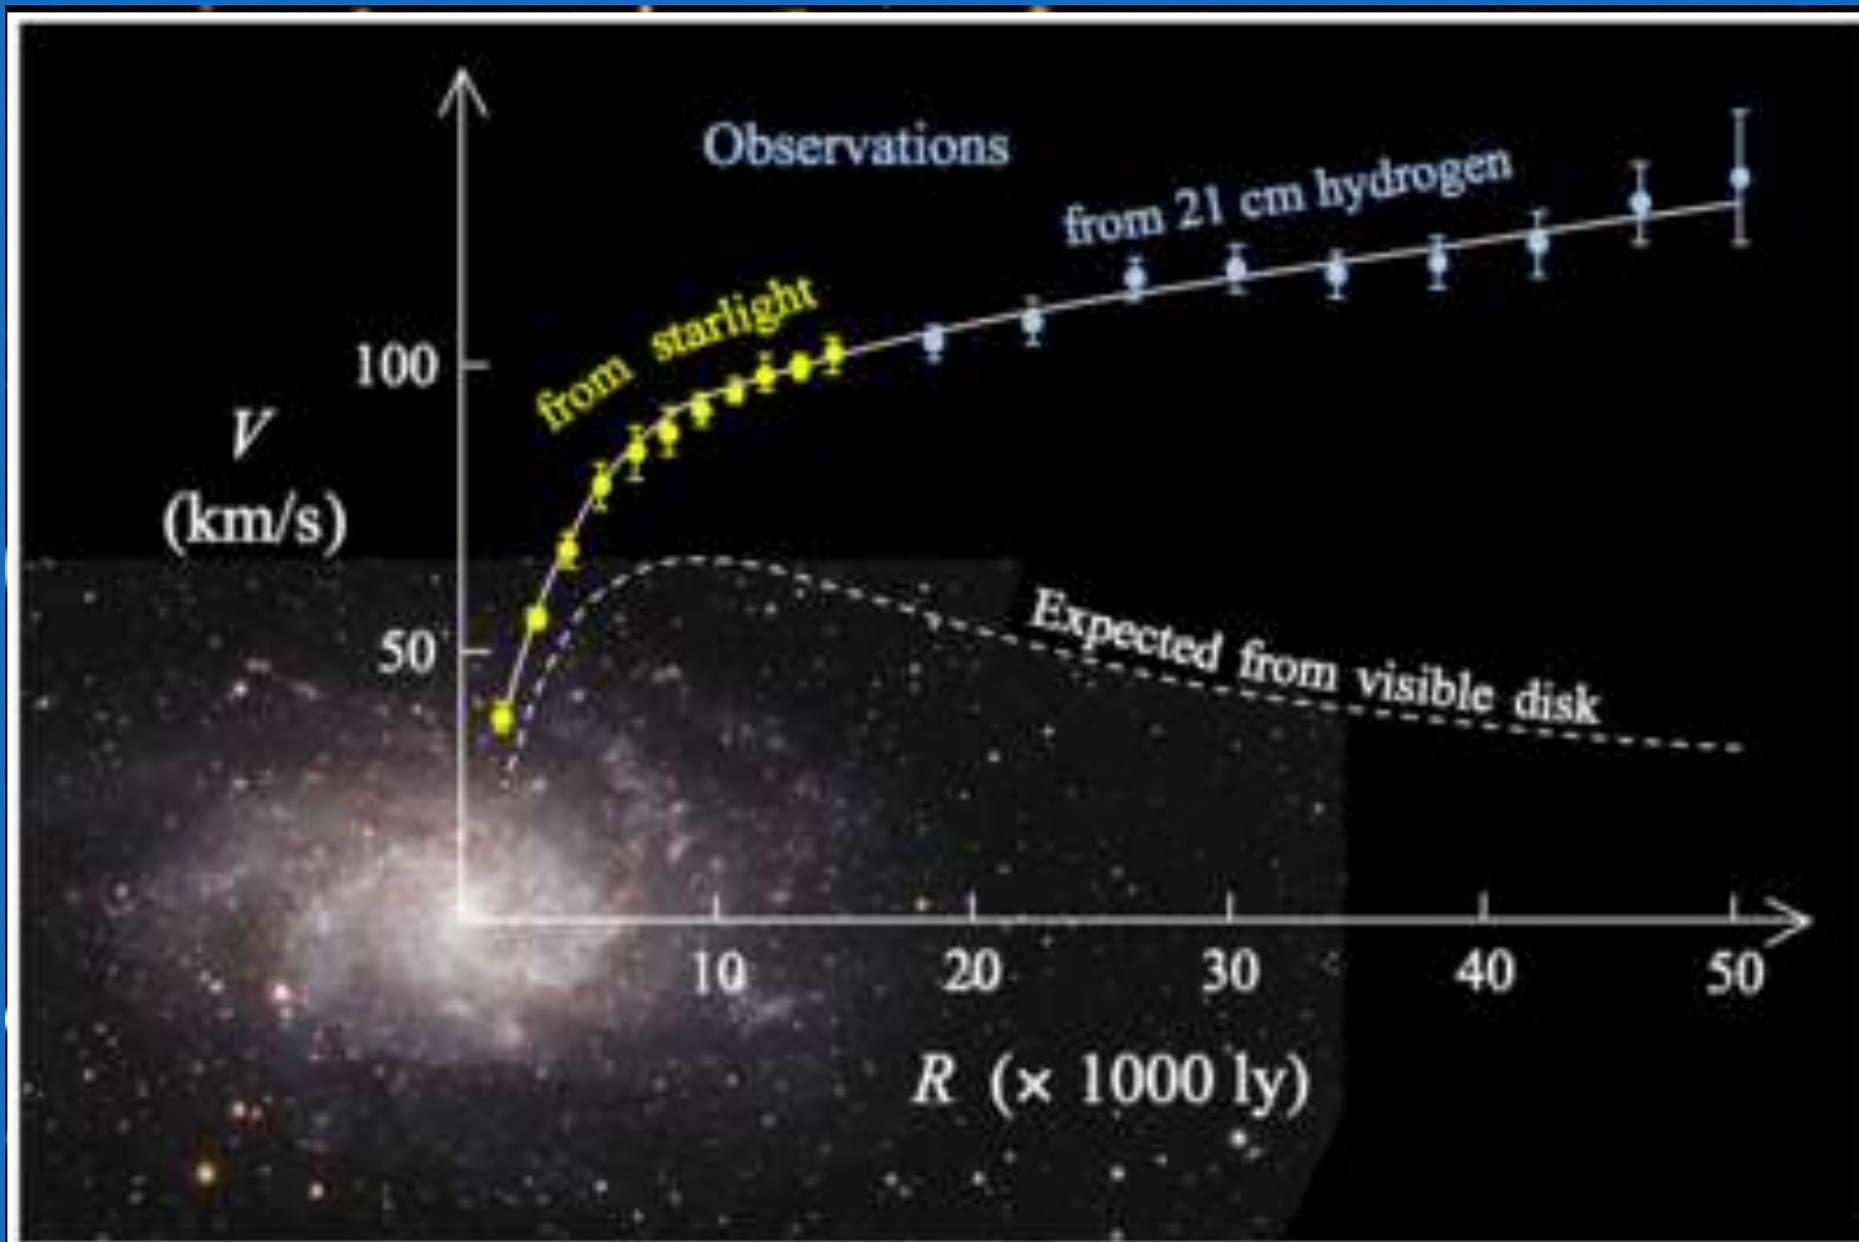 Observations
from 21 cm hydrogen
from starlight
100
V
(km/s)
50
Expected from visible disk
10 20 30 40 50
R (× 1000 ly)